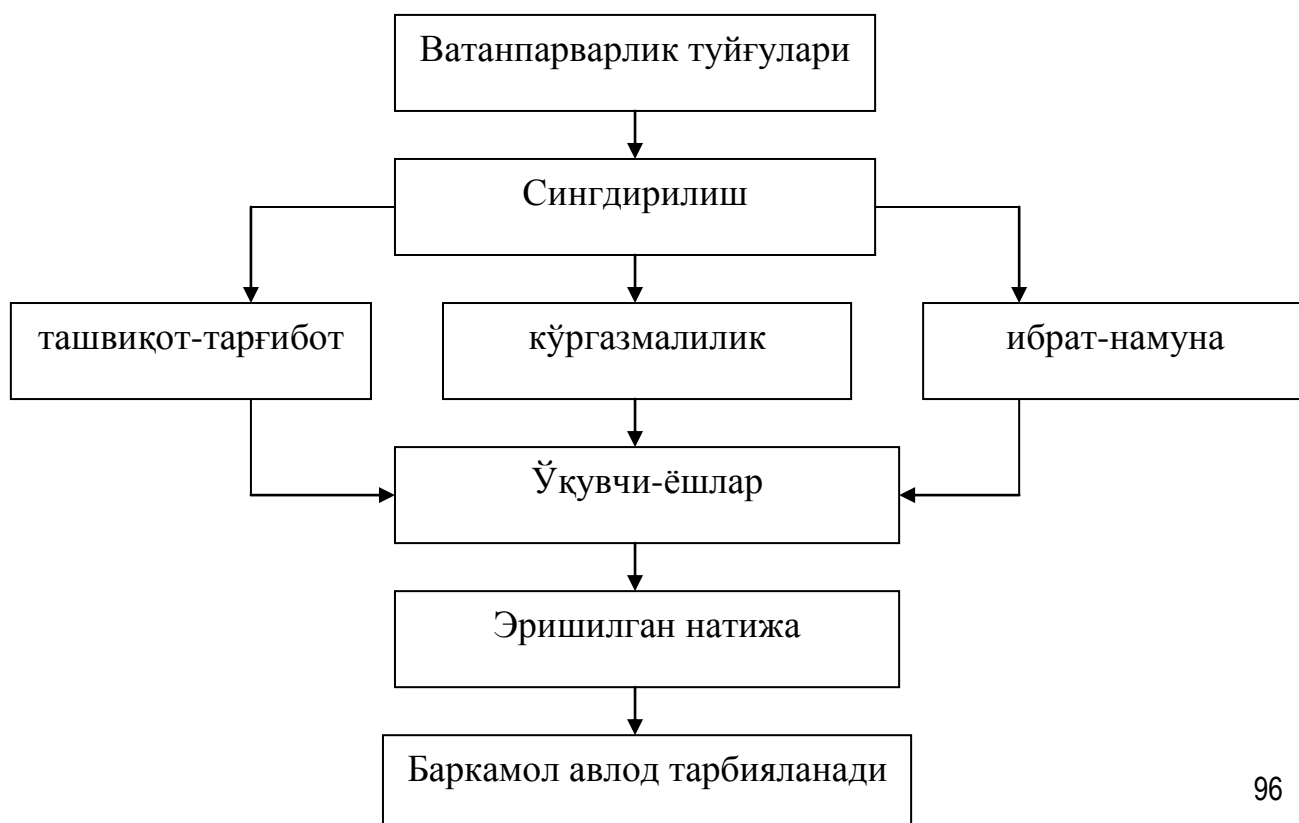 Ватанпарварлик туйғулари
Сингдирилиш
ташвиқот-тарғибот
кўргазмалилик
ибрат-намуна
Ўқувчи-ёшлар
Эришилган натижа
Баркамол авлод тарбияланади
96